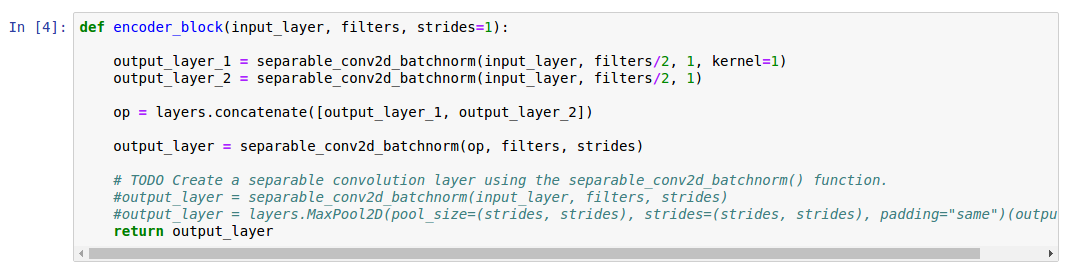 In [4]: def encoder_block(input_layer, filters, strides=1):
output_layer_1 = separable_conv2d_batchnorm(input_layer, filters/2, 1, kernel=1)
output_layer_2 = separable_conv2d_batchnorm(input_layer, filters/2, 1)
op = layers.concatenate([output_layer_1, output_layer_2])
output_layer = separable_conv2d_batchnorm(op, filters, strides)
# TODO Create a separable convolution layer using the separable_conv2d_batchnorm() function.
#output_layer = separable_conv2d_batchnorm(input_layer, filters, strides)
#output_layer = layers.MaxPool2D(pool_size=(strides, strides), strides=(strides, strides), padding="same")(outpu
return output_layer